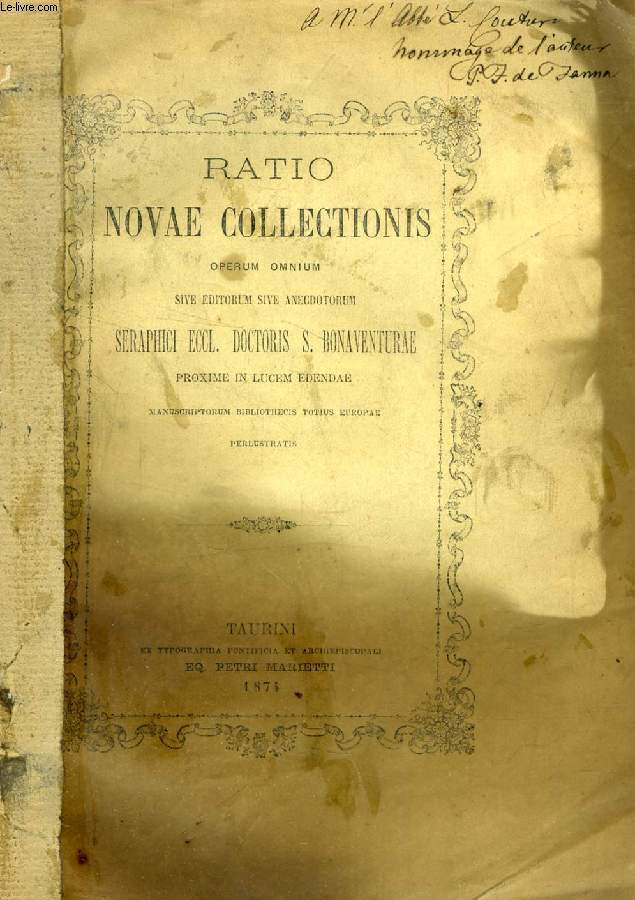 Le-livre.com
a Mr l'Abbé L.
hommage de l'auteur
P. F. de Fanna
RATIO
NOVAE COLLECTIONIS
OPERUM OMNIUM
SIVE EDITORUM SIVE ANECDOTORUM
SERAPHICI ECCL. DOCTORIS S. BONAVENTURAE
PROXIME IN LUCEM EDENDAE
MANUSCRIPTORUM BIBLIOTHECIS TOTIUS EUROPAE
PERLUSTRATIS
TAURINI
EX TYPOGRAPHIA PONTIFICIA ET ARCHIEPISCOPALI
EQ. PETRI MARIETTI
1874